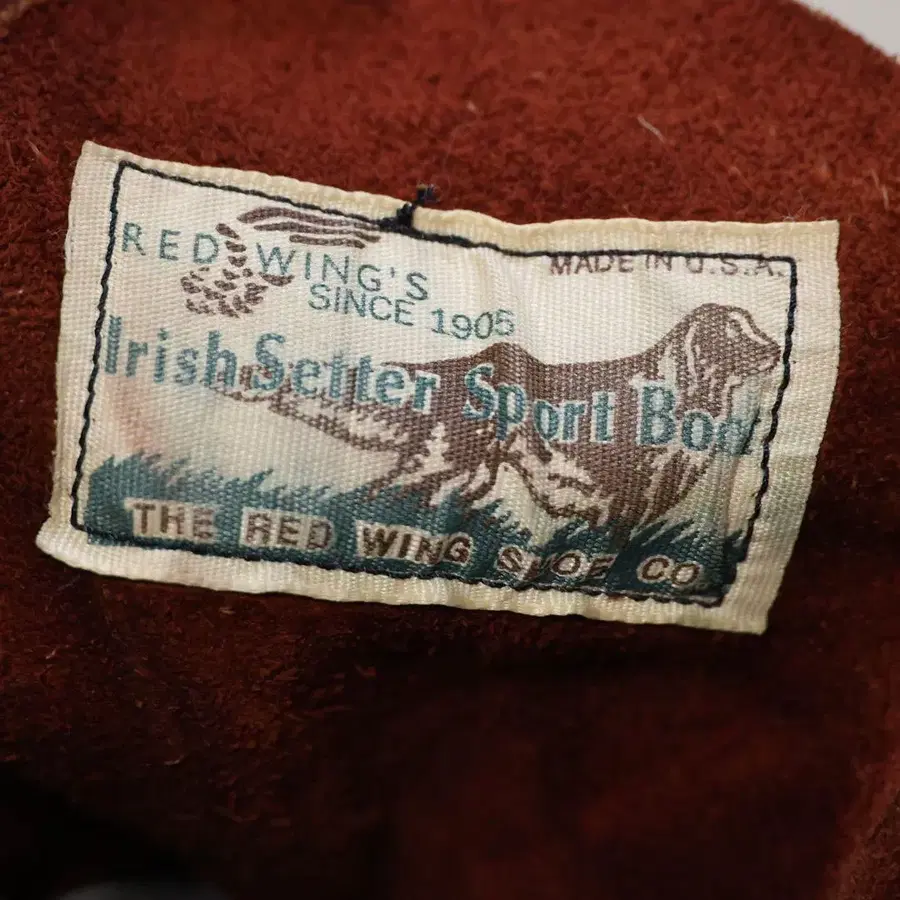 RED WING'S
MADE IN U.S.A.
SINCE 1905
Irish Setter Sport Boot
THE RED WING SHOE CO